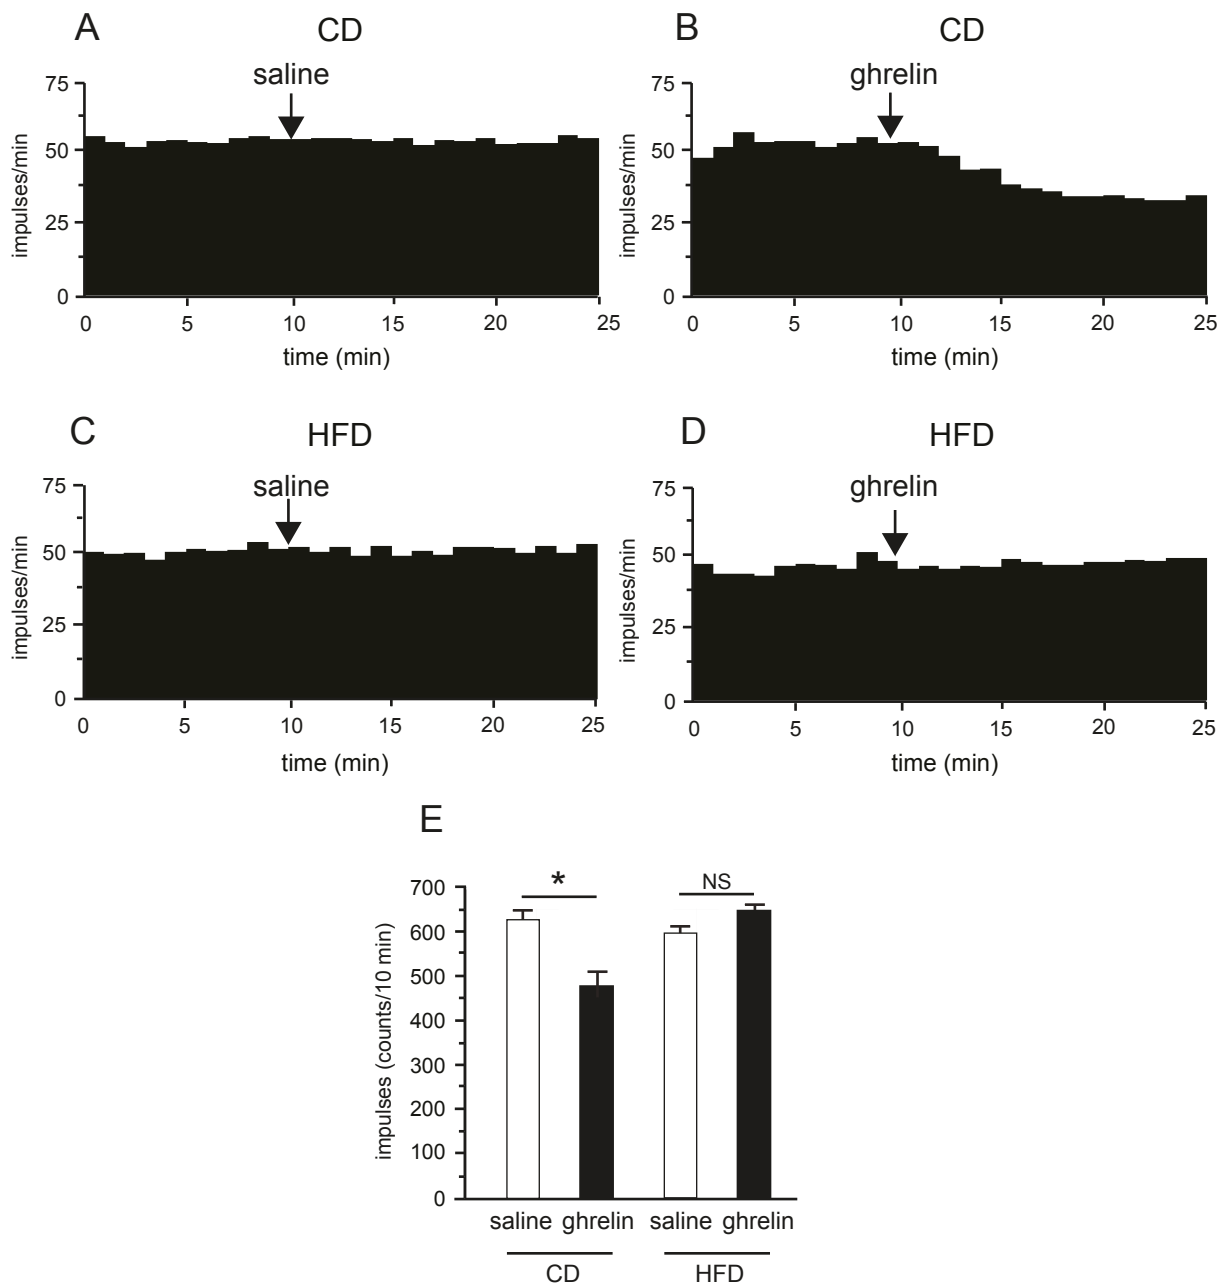 A
CD
saline
75
50
25
0
impulses/min
0 5 10 15 20 25
time (min)
B
CD
ghrelin
75
50
25
0
impulses/min
0 5 10 15 20 25
time (min)
C
HFD
saline
75
50
25
0
impulses/min
0 5 10 15 20 25
time (min)
D
HFD
ghrelin
75
50
25
0
impulses/min
0 5 10 15 20 25
time (min)
E
* NS
700
600
500
400
300
200
100
0
impulses (counts/10 min)
saline ghrelin saline ghrelin
CD HFD